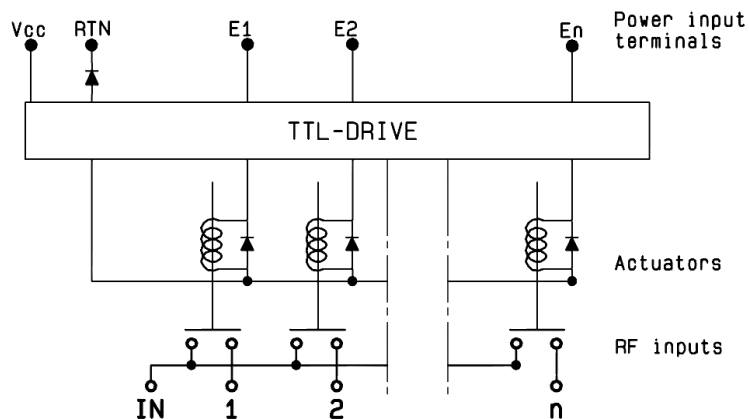 Vcc RTN E1 E2 En
Power input
terminals
TTL-DRIVE
Actuators
RF inputs
IN 1 2 n